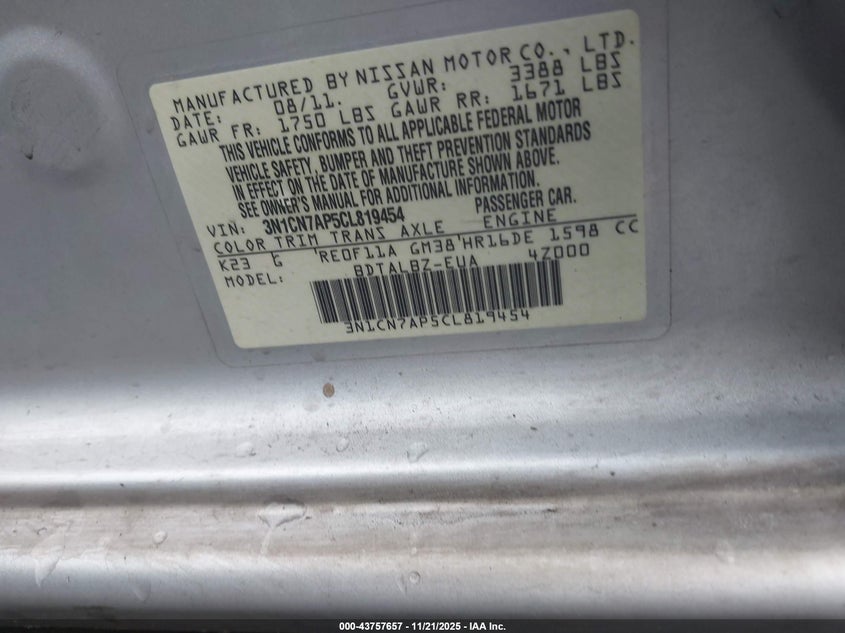 MANUFACTURED BY NISSAN MOTOR CO., LTD.
DATE: 08/11. GVWR: 3388 LBS
GAWR FR: 1750 LBS GAWR RR: 1671 LBS
THIS VEHICLE CONFORMS TO ALL APPLICABLE FEDERAL MOTOR
VEHICLE SAFETY, BUMPER AND THEFT PREVENTION STANDARDS
IN EFFECT ON THE DATE OF MANUFACTURE SHOWN ABOVE.
SEE OWNER'S MANUAL FOR ADDITIONAL INFORMATION.
VIN: 3N1CN7AP5CL819454 PASSENGER CAR.
COLOR TRIM TRANS AXLE ENGINE
K23 G RE0F11A GM38 HR16DE 1598 CC
MODEL: BDTALBZ-EUA 4Z000
3N1CN7AP5CL819454
000-43757657 - 11/21/2025 - IAA Inc.